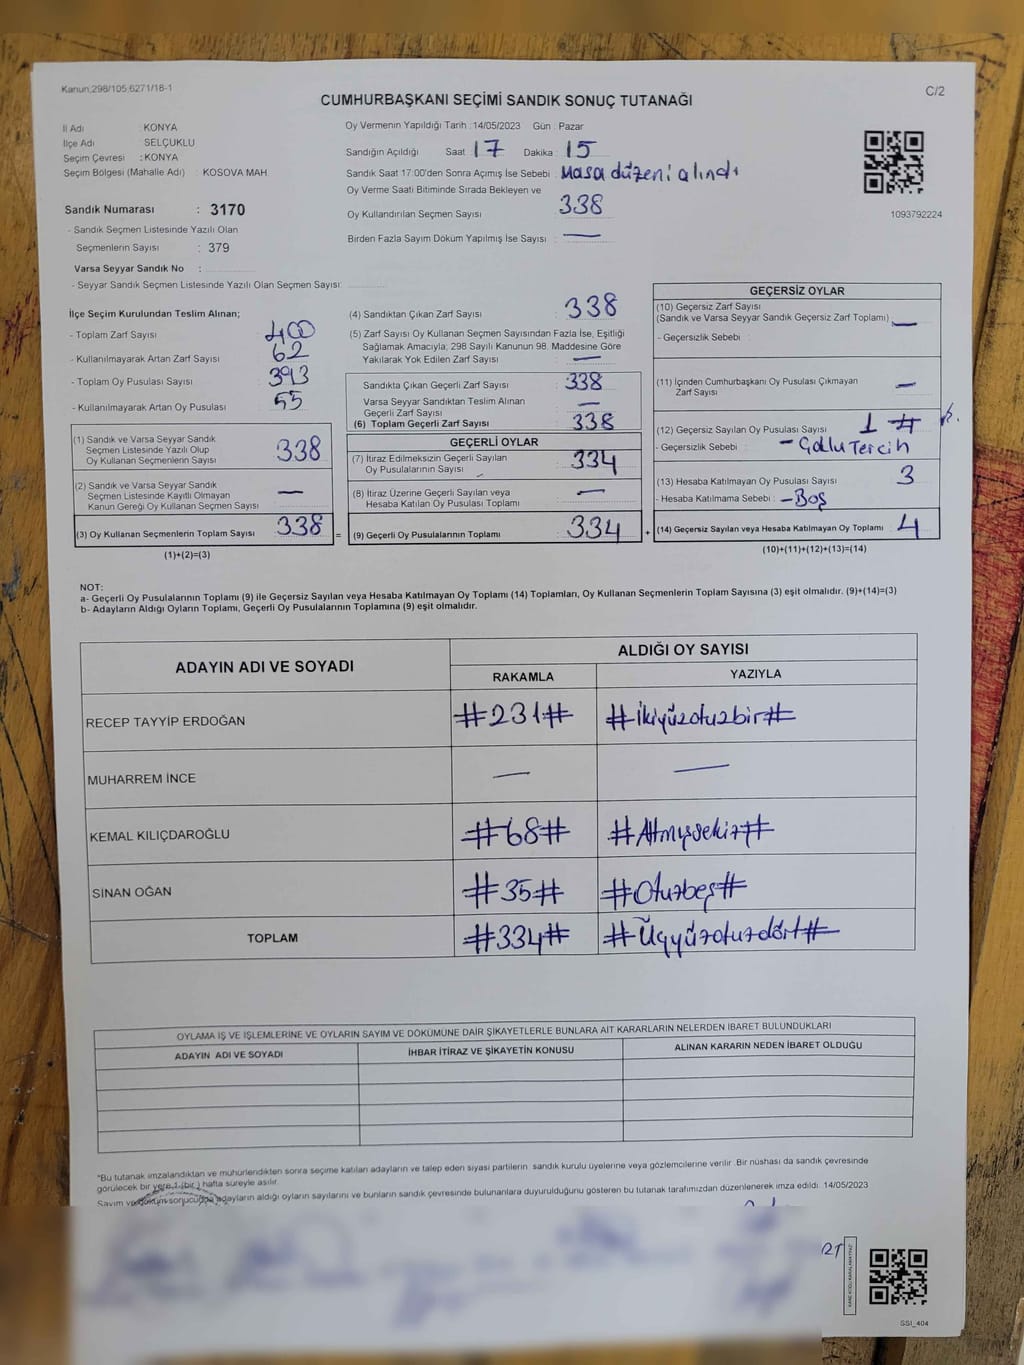 Kanun,298/105,6271/18-1
C/2
CUMHURBAŞKANI SEÇİMİ SANDIK SONUÇ TUTANAĞI
İl Adı : KONYA
İlçe Adı SELÇUKLU
Seçim Çevresi : KONYA
Seçim Bölgesi (Mahalle Adı) : KOSOVA MAH.
Sandık Numarası : 3170
- Sandık Seçmen Listesinde Yazılı Olan
Seçmenlerin Sayısı : 379
Varsa Seyyar Sandık No :
- Seyyar Sandık Seçmen Listesinde Yazılı Olan Seçmen Sayısı:
Oy Vermenin Yapıldığı Tarih : 14/05/2023 Gün : Pazar
Sandığın Açıldığı Saat 17 Dakika : 15
Sandık Saat 17:00'den Sonra Açımış İse Sebebi : Masa düzeni alındı
Oy Verme Saati Bitiminde Sırada Bekleyen ve
Oy Kullandırılan Seçmen Sayısı 338
Birden Fazla Sayım Döküm Yapılmış İse Sayısı : —
1093792224
İlçe Seçim Kurulundan Teslim Alınan;
- Toplam Zarf Sayısı : 400
- Kullanılmayarak Artan Zarf Sayısı : 62
- Toplam Oy Pusulası Sayısı : 393
- Kullanılmayarak Artan Oy Pusulası : 55
(1) Sandık ve Varsa Seyyar Sandık
Seçmen Listesinde Yazılı Olup
Oy Kullanan Seçmenlerin Sayısı 338
(2) Sandık ve Varsa Seyyar Sandık
Seçmen Listesinde Kayıtlı Olmayan
Kanun Gereği Oy Kullanan Seçmen Sayısı : —
(3) Oy Kullanan Seçmenlerin Toplam Sayısı : 338 =
(1)+(2)=(3)
(4) Sandıktan Çıkan Zarf Sayısı : 338
(5) Zarf Sayısı Oy Kullanan Seçmen Sayısından Fazla İse, Eşitliği
Sağlamak Amacıyla; 298 Sayılı Kanunun 98. Maddesine Göre
Yakılarak Yok Edilen Zarf Sayısı : —
Sandıkta Çıkan Geçerli Zarf Sayısı : 338
Varsa Seyyar Sandıktan Teslim Alınan
Geçerli Zarf Sayısı : —
(6) Toplam Geçerli Zarf Sayısı : 338
GEÇERLİ OYLAR
(7) İtiraz Edilmeksizin Geçerli Sayılan
Oy Pusulalarının Sayısı : 334
(8) İtiraz Üzerine Geçerli Sayılan veya
Hesaba Katılan Oy Pusulası Toplamı : —
(9) Geçerli Oy Pusulalarının Toplamı : 334 +
GEÇERSİZ OYLAR
(10) Geçersiz Zarf Sayısı
(Sandık ve Varsa Seyyar Sandık Geçersiz Zarf Toplamı) : —
- Geçersizlik Sebebi :
(11) İçinden Cumhurbaşkanı Oy Pusulası Çıkmayan
Zarf Sayısı : —
(12) Geçersiz Sayılan Oy Pusulası Sayısı : 1 #
- Geçersizlik Sebebi : - Çoklu Tercih
(13) Hesaba Katılmayan Oy Pusulası Sayısı : 3
- Hesaba Katılmama Sebebi : - Boş
(14) Geçersiz Sayılan veya Hesaba Katılmayan Oy Toplamı : 4
(10)+(11)+(12)+(13)=(14)
NOT:
a- Geçerli Oy Pusulalarının Toplamı (9) ile Geçersiz Sayılan veya Hesaba Katılmayan Oy Toplamı (14) Toplamları, Oy Kullanan Seçmenlerin Toplam Sayısına (3) eşit olmalıdır. (9)+(14)=(3)
b- Adayların Aldığı Oyların Toplamı, Geçerli Oy Pusulalarının Toplamına (9) eşit olmalıdır.
ADAYIN ADI VE SOYADI
ALDIĞI OY SAYISI
RAKAMLA YAZIYLA
RECEP TAYYİP ERDOĞAN #231# #ikiyüzotuzbir#
MUHARREM İNCE — —
KEMAL KILIÇDAROĞLU #68# #Altmışsekiz#
SİNAN OĞAN #35# #Otuzbeş#
TOPLAM #334# #Üçyüzotuzdört#
OYLAMA İŞ VE İŞLEMLERİNE VE OYLARIN SAYIM VE DÖKÜMÜNE DAİR ŞİKAYETLERLE BUNLARA AİT KARARLARIN NELERDEN İBARET BULUNDUKLARI
ADAYIN ADI VE SOYADI İHBAR İTİRAZ VE ŞİKAYETİN KONUSU ALINAN KARARIN NEDEN İBARET OLDUĞU
*Bu tutanak imzalandıktan ve mühürlendikten sonra seçime katılan adayların ve talep eden siyasi partilerin sandık kurulu üyelerine veya gözlemcilerine verilir. Bir nüshası da sandık çevresinde
görülecek bir yere 1 (bir) hafta süreyle asılır.
Sayım ve döküm sonucunda adayların aldığı oyların sayılarını ve bunların sandık çevresinde bulunanlara duyurulduğunu gösteren bu tutanak tarafımızdan düzenlenerek imza edildi. 14/05/2023
SSI_404